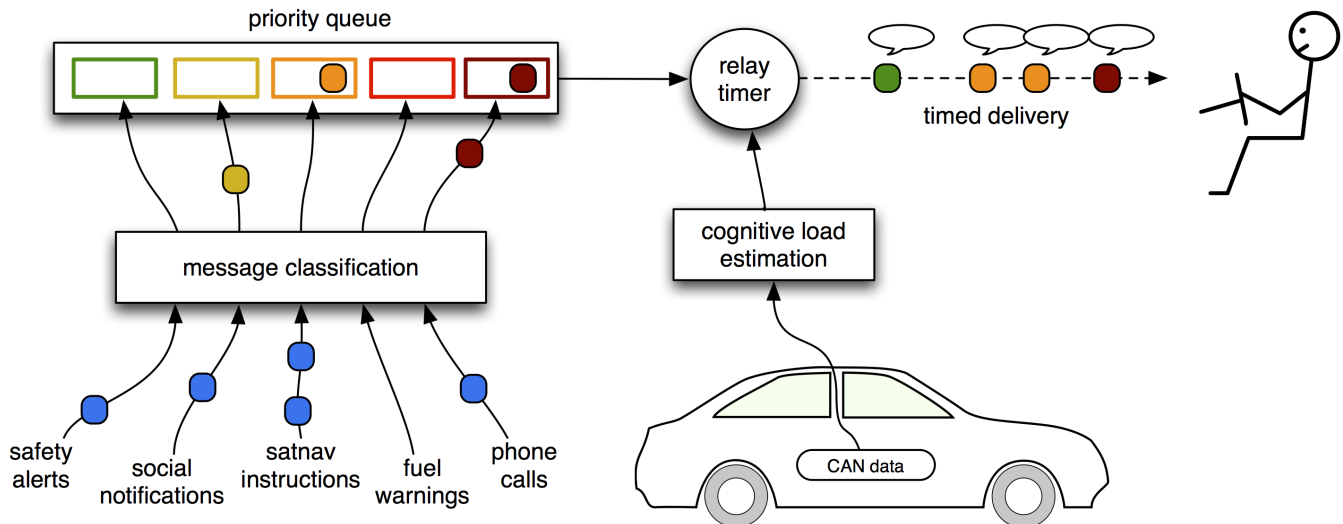 priority queue
relay
timer
timed delivery
cognitive load
estimation
message classification
safety
alerts
social
notifications
satnav
instructions
fuel
warnings
phone
calls
CAN data